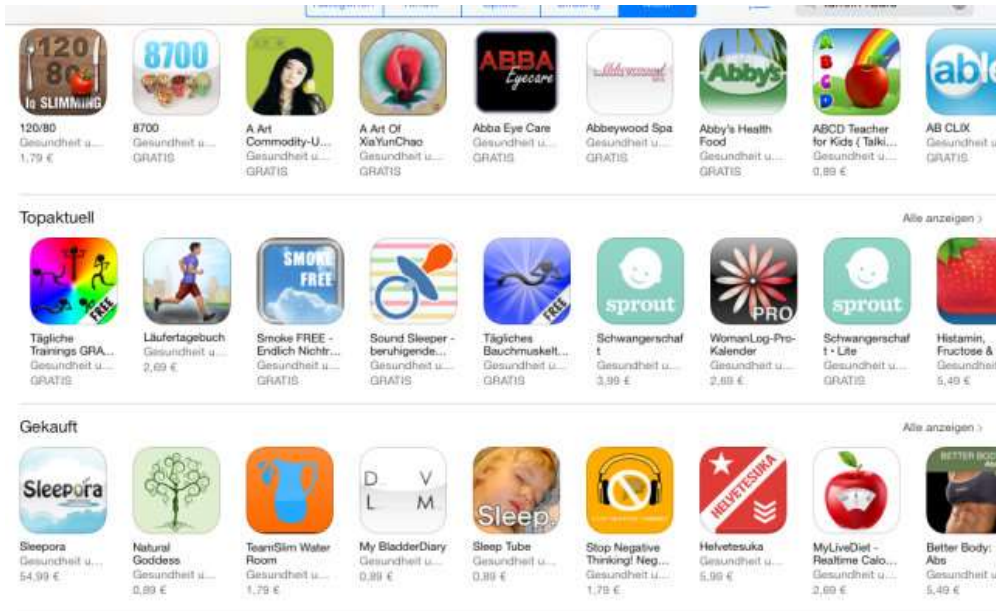 120
80
Iq SLIMMING
8700
ABBA
Eyecare
Abbeywood
Abby's
A
B
C
D
able
120/80
Gesundheit u...
1,79 €
8700
Gesundheit u...
GRATIS
A Art
Commodity-U...
Gesundheit u...
GRATIS
A Art Of
XiaYunChao
Gesundheit u...
GRATIS
Abba Eye Care
Gesundheit u...
GRATIS
Abbeywood Spa
Gesundheit u...
GRATIS
Abby's Health
Food
Gesundheit u...
GRATIS
ABCD Teacher
for Kids ( Talki...
Gesundheit u...
0,89 €
AB CLIX
Gesundheit u
GRATIS
Topaktuell
Alle anzeigen >
FREE
SMOKE
FREE
FREE
sprout
PRO
sprout
Tägliche
Trainings GRA...
Gesundheit u...
GRATIS
Läufertagebuch
Gesundheit u...
2,69 €
Smoke FREE -
Endlich Nichtr...
Gesundheit u...
GRATIS
Sound Sleeper -
beruhigende...
Gesundheit u...
GRATIS
Tägliches
Bauchmuskelt...
Gesundheit u...
GRATIS
Schwangerschaf
t
Gesundheit u...
3,99 €
WomanLog-Pro-
Kalender
Gesundheit u...
2,69 €
Schwangerschaf
t - Lite
Gesundheit u...
GRATIS
Histamin,
Fructose &
Gesundheit
5,49 €
Gekauft
Alle anzeigen >
Sleepora
D V
L M
Sleep.
HELVETESUKA
BETTER BODY
Sleepora
Gesundheit u...
54,99 €
Natural
Goddess
Gesundheit u...
0,89 €
TeamSlim Water
Room
Gesundheit u...
1,79 €
My BladderDiary
Gesundheit u...
0,89 €
Sleep Tube
Gesundheit u...
0,89 €
Stop Negative
Thinking! Neg...
Gesundheit u...
1,79 €
Helvetesuka
Gesundheit u...
5,99 €
MyLiveDiet -
Realtime Calo...
Gesundheit u...
2,69 €
Better Body:
Abs
Gesundheit u
5,49 €